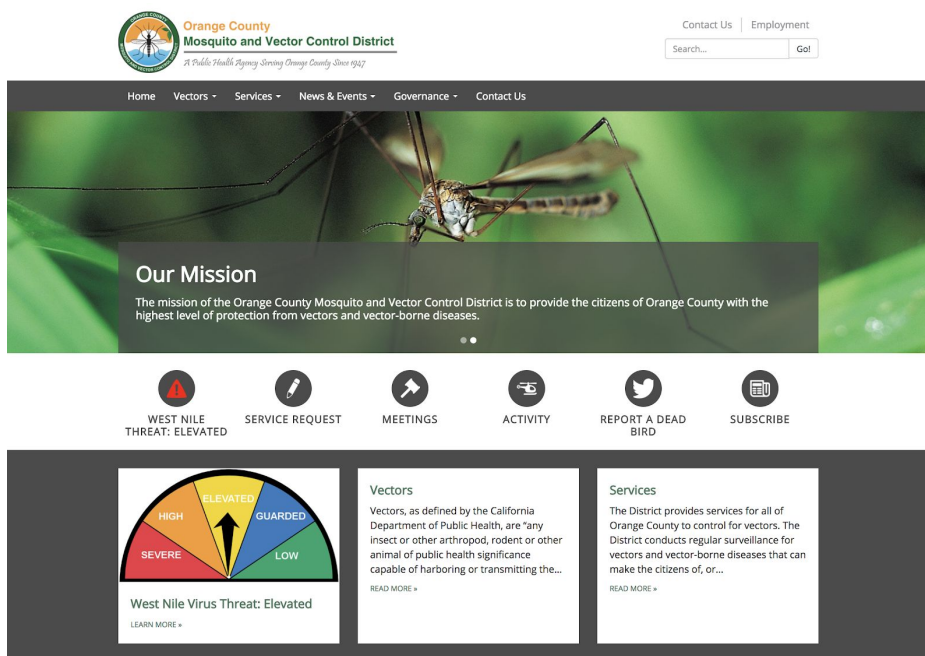 ORANGE COUNTY
MOSQUITO AND VECTOR CONTROL DISTRICT
Orange County
Mosquito and Vector Control District
A Public Health Agency Serving Orange County Since 1947
Contact Us
Employment
Search...
Go!
Home
Vectors
Services
News & Events
Governance
Contact Us
Our Mission
The mission of the Orange County Mosquito and Vector Control District is to provide the citizens of Orange County with the
highest level of protection from vectors and vector-borne diseases.
WEST NILE
THREAT: ELEVATED
SERVICE REQUEST
MEETINGS
ACTIVITY
REPORT A DEAD
BIRD
SUBSCRIBE
SEVERE
HIGH
ELEVATED
GUARDED
LOW
West Nile Virus Threat: Elevated
LEARN MORE »
Vectors
Vectors, as defined by the California
Department of Public Health, are “any
insect or other arthropod, rodent or other
animal of public health significance
capable of harboring or transmitting the...
READ MORE »
Services
The District provides services for all of
Orange County to control for vectors. The
District conducts regular surveillance for
vectors and vector-borne diseases that can
make the citizens of, or...
READ MORE »